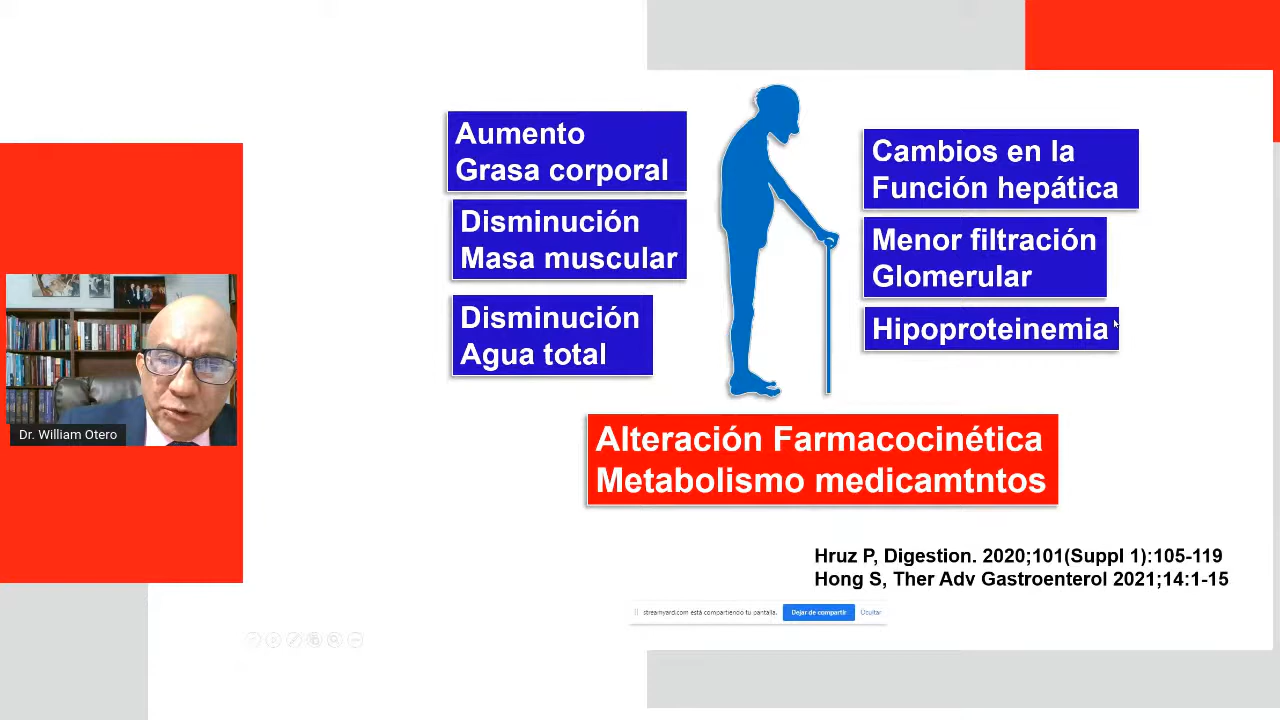 Aumento
Grasa corporal
Disminución
Masa muscular
Disminución
Agua total
Cambios en la
Función hepática
Menor filtración
Glomerular
Hipoproteinemia
Alteración Farmacocinética
Metabolismo medicamtntos
Dr. William Otero
Hruz P, Digestion. 2020;101(Suppl 1):105-119
Hong S, Ther Adv Gastroenterol 2021;14:1-15
streamyard.com está compartiendo tu pantalla. Dejar de compartir Ocultar